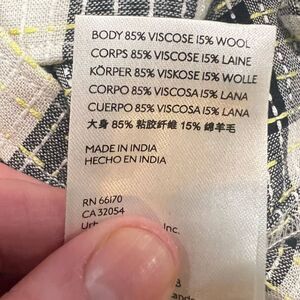 BODY 85% VISCOSE 15% WOOL
CORPS 85% VISCOSE 15% LAINE
KÖRPER 85% VISKOSE 15% WOLLE
CORPO 85% VISCOSA 15% LANA
CUERPO 85% VISCOSA 15% LANA
大身 85% 粘胶纤维 15% 绵羊毛
MADE IN INDIA
HECHO EN INDIA
RN 66170
CA 32054
Inc.